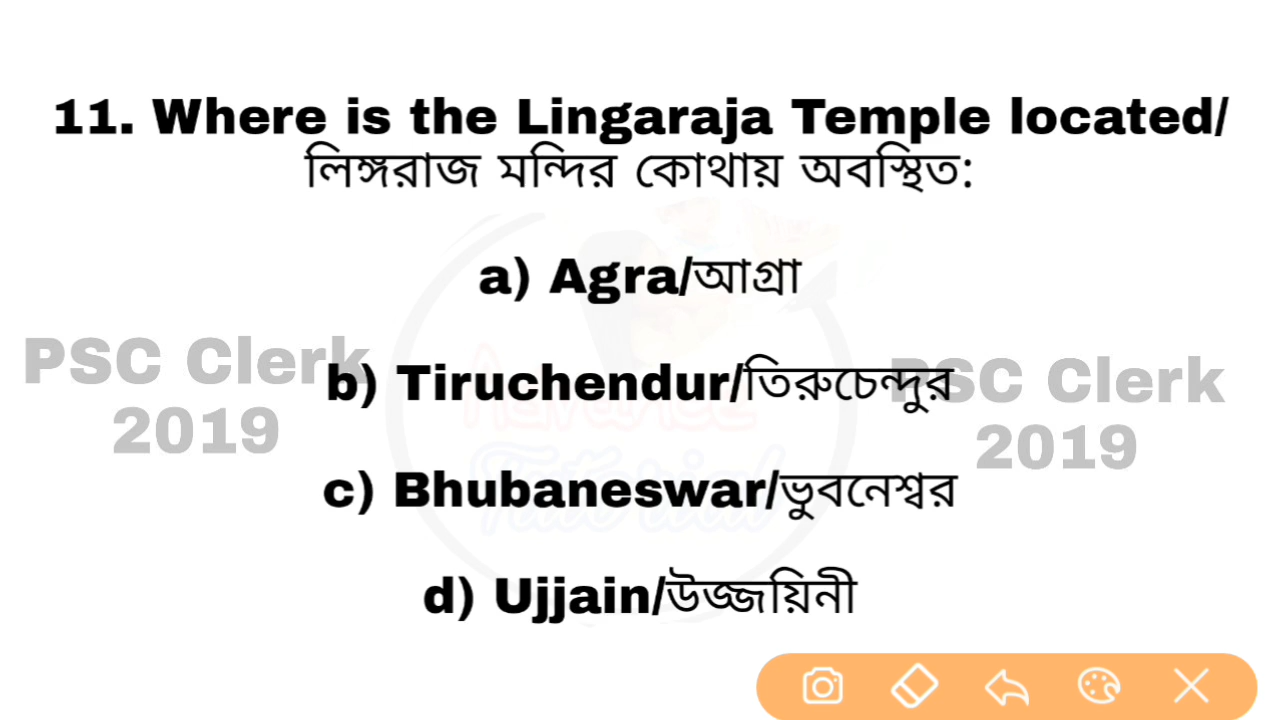 11. Where is the Lingaraja Temple located/
লিঙ্গরাজ মন্দির কোথায় অবস্থিত:
a) Agra/আগ্রা
PSC Clerk
2019
b) Tiruchendur/তিরুচেন্দুর
PSC Clerk
2019
c) Bhubaneswar/ভুবনেশ্বর
d) Ujjain/উজ্জয়িনী